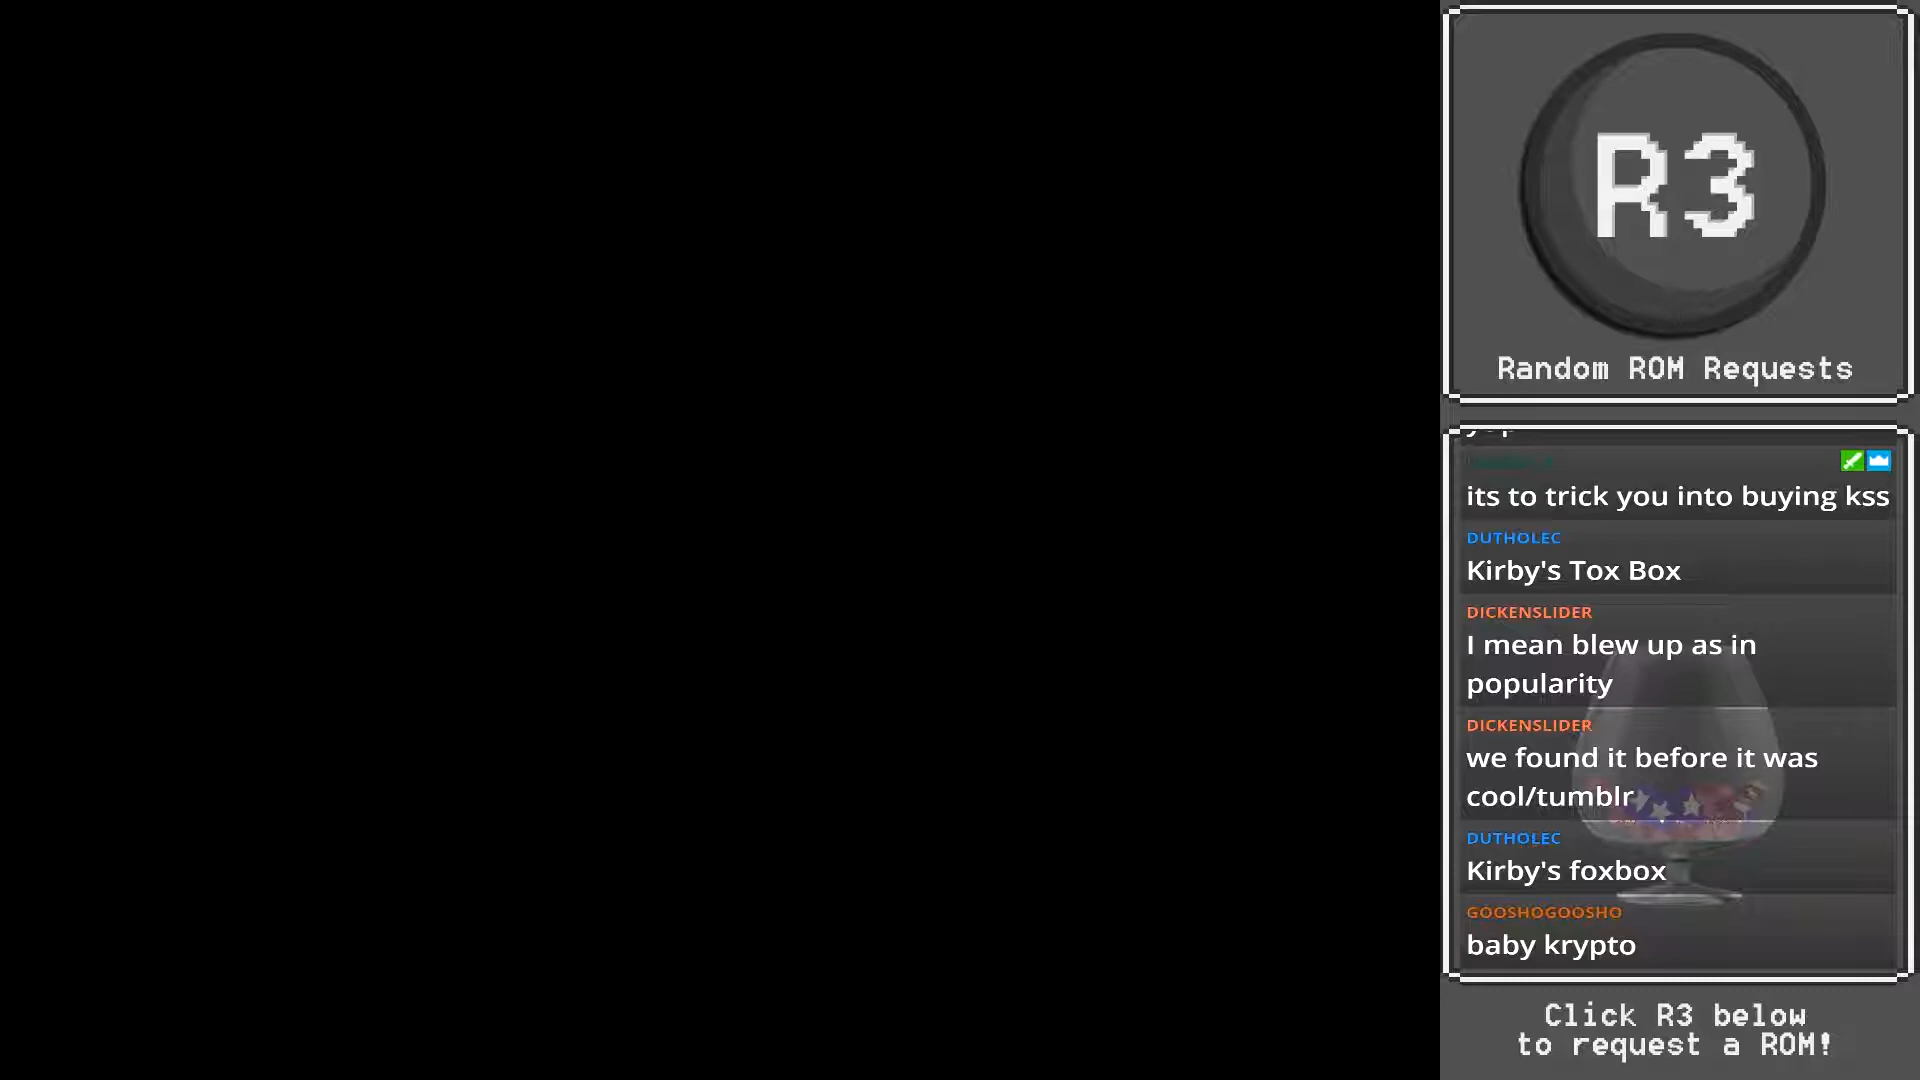 R3
Random ROM Requests
its to trick you into buying kss
DUTHOLEC
Kirby's Tox Box
DICKENSLIDER
I mean blew up as in
popularity
DICKENSLIDER
we found it before it was
cool/tumblr
DUTHOLEC
Kirby's foxbox
GOOSHOGOOSHO
baby krypto
Click R3 below
to request a ROM!